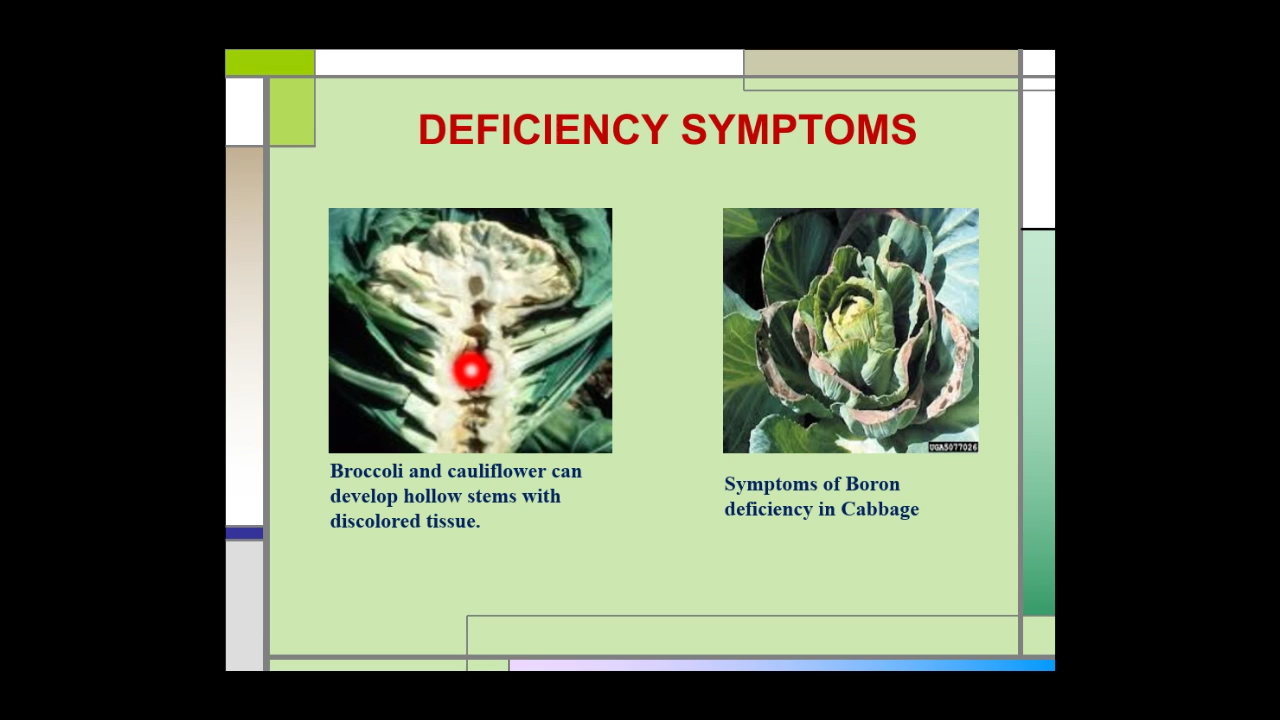 DEFICIENCY SYMPTOMS
Broccoli and cauliflower can
develop hollow stems with
discolored tissue.
UGA5077026
Symptoms of Boron
deficiency in Cabbage